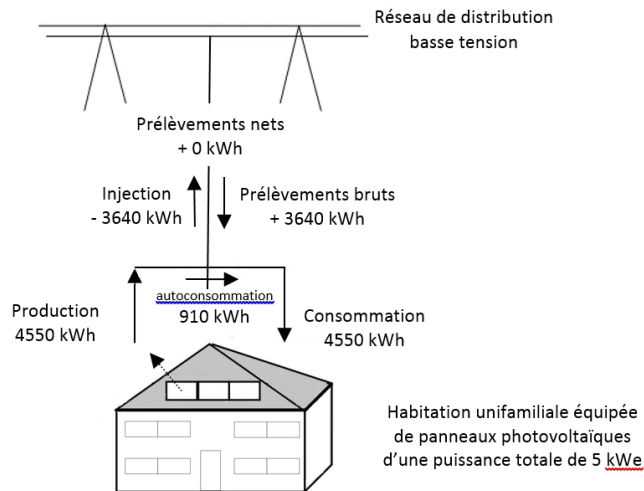 Réseau de distribution
basse tension
Prélèvements nets
+ 0 kWh
Injection
- 3640 kWh
Prélèvements bruts
+ 3640 kWh
Production
4550 kWh
autoconsommation
910 kWh
Consommation
4550 kWh
Habitation unifamiliale équipée
de panneaux photovoltaïques
d’une puissance totale de 5 kWe